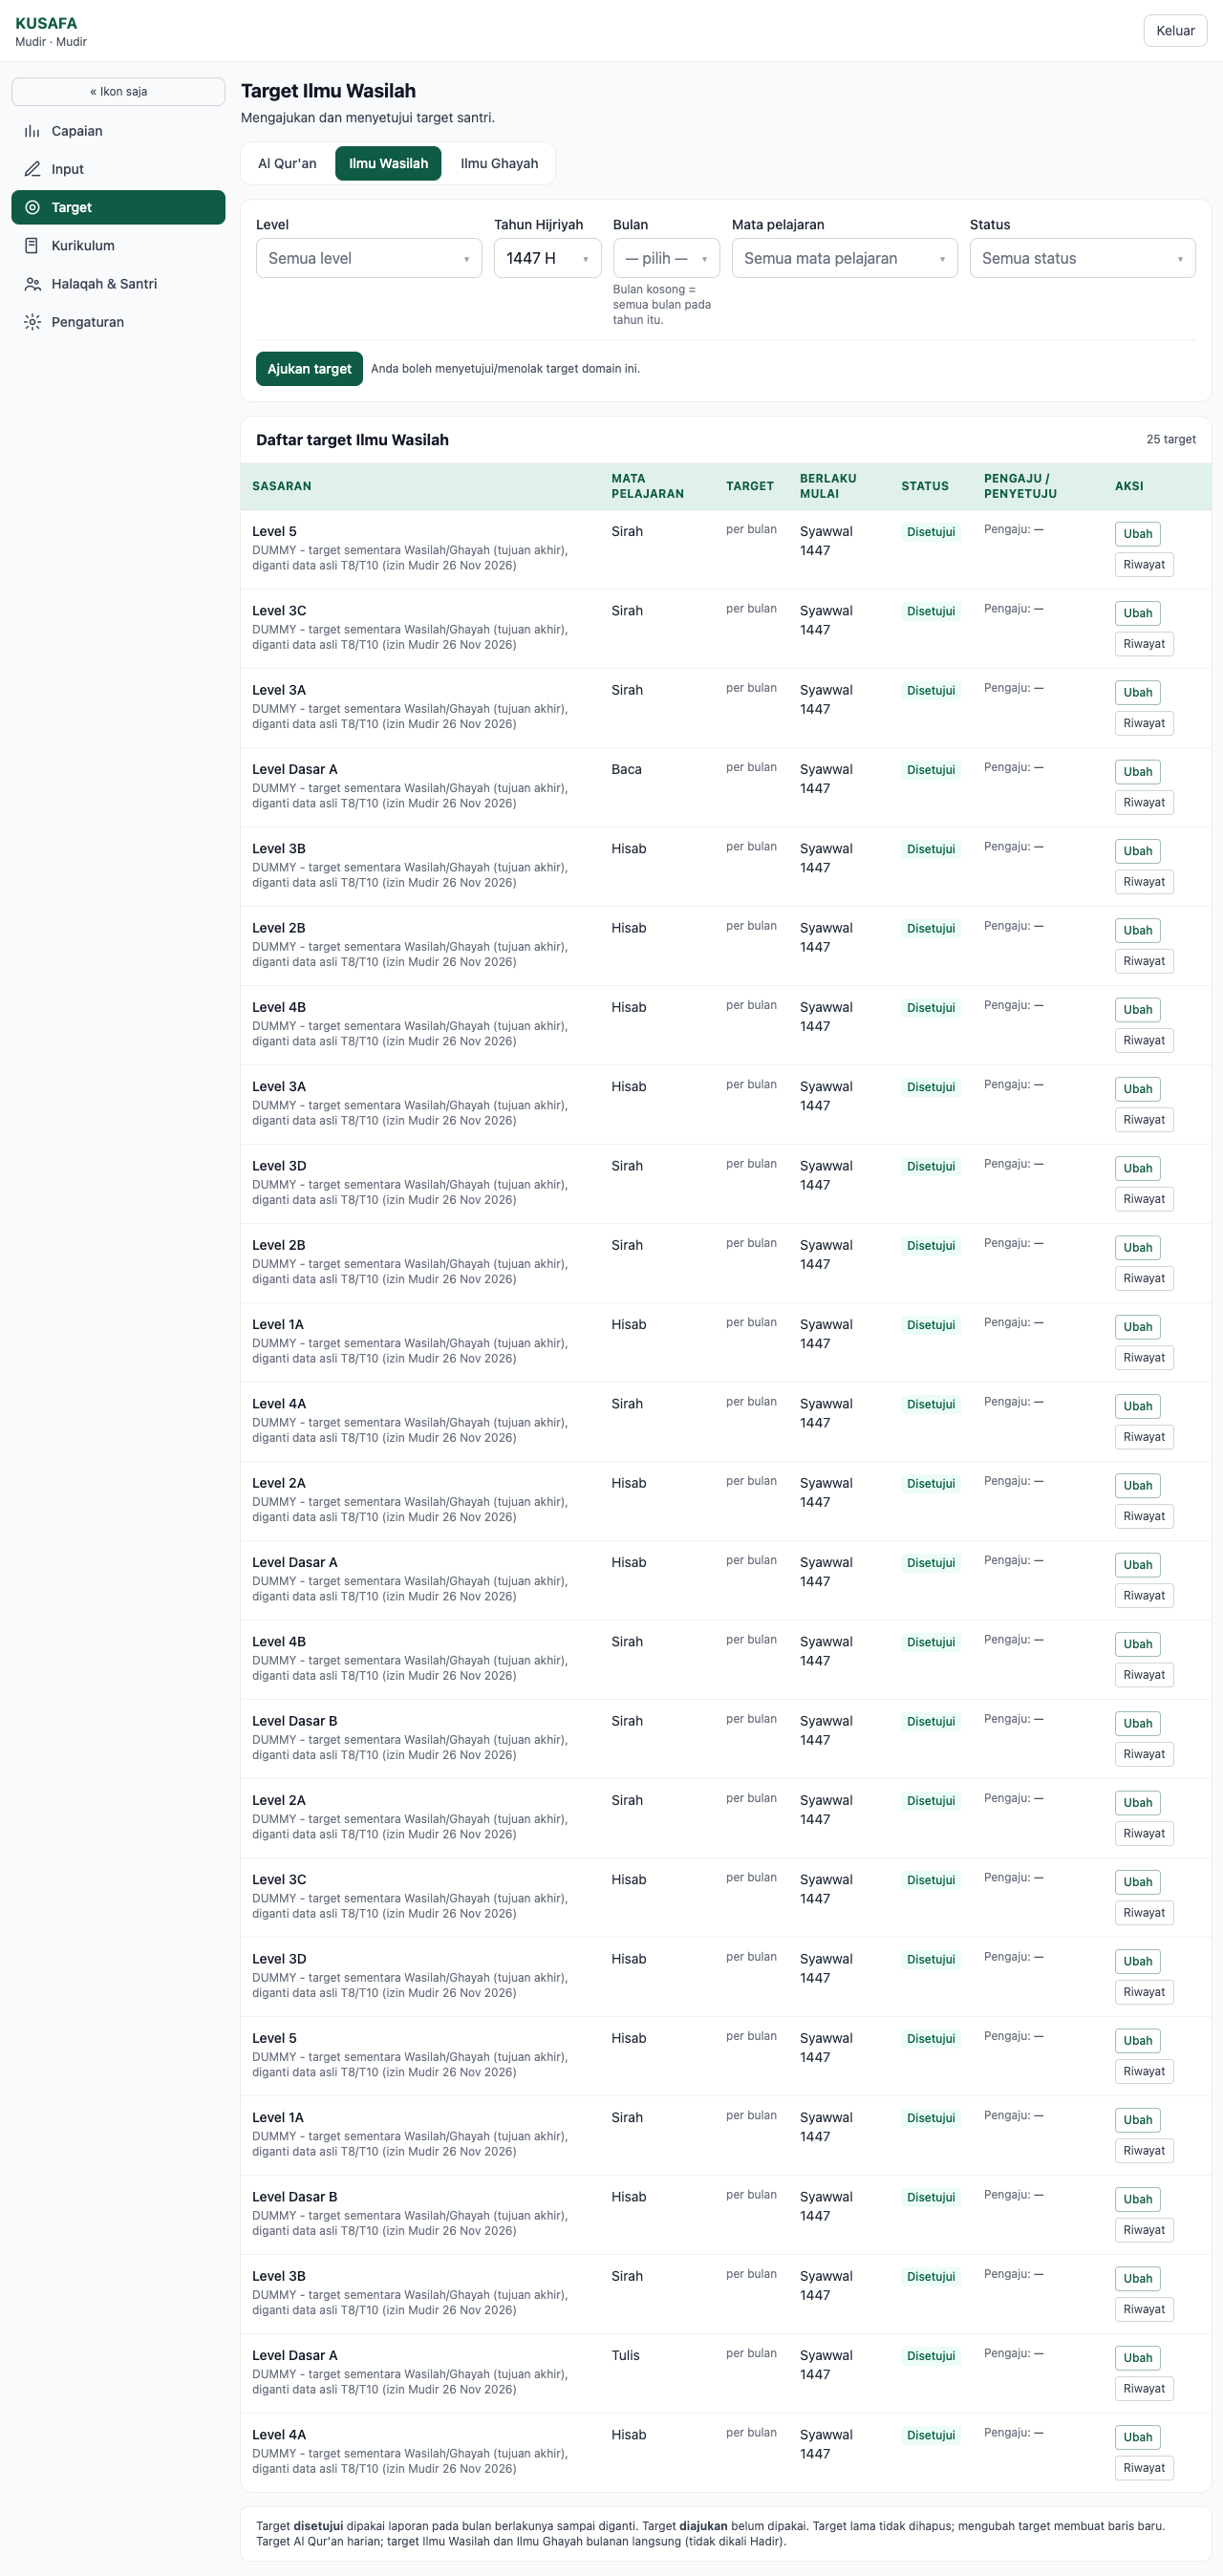 KUSAFA
Mudir · Mudir
Keluar
« Ikon saja
Capaian
Input
Target
Kurikulum
Halaqah & Santri
Pengaturan
Target Ilmu Wasilah
Mengajukan dan menyetujui target santri.
Al Qur'an Ilmu Wasilah Ilmu Ghayah
Level Tahun Hijriyah Bulan Mata pelajaran Status
Semua level 1447 H — pilih — Semua mata pelajaran Semua status
Bulan kosong =
semua bulan pada
tahun itu.
Ajukan target Anda boleh menyetujui/menolak target domain ini.
Daftar target Ilmu Wasilah 25 target
SASARAN MATA PELAJARAN TARGET BERLAKU MULAI STATUS PENGAJU / PENYETUJU AKSI
Level 5 Sirah per bulan Syawwal 1447 Disetujui Pengaju: — Ubah
DUMMY - target sementara Wasilah/Ghayah (tujuan akhir),
diganti data asli T8/T10 (izin Mudir 26 Nov 2026) Riwayat
Level 3C Sirah per bulan Syawwal 1447 Disetujui Pengaju: — Ubah
DUMMY - target sementara Wasilah/Ghayah (tujuan akhir),
diganti data asli T8/T10 (izin Mudir 26 Nov 2026) Riwayat
Level 3A Sirah per bulan Syawwal 1447 Disetujui Pengaju: — Ubah
DUMMY - target sementara Wasilah/Ghayah (tujuan akhir),
diganti data asli T8/T10 (izin Mudir 26 Nov 2026) Riwayat
Level Dasar A Baca per bulan Syawwal 1447 Disetujui Pengaju: — Ubah
DUMMY - target sementara Wasilah/Ghayah (tujuan akhir),
diganti data asli T8/T10 (izin Mudir 26 Nov 2026) Riwayat
Level 3B Hisab per bulan Syawwal 1447 Disetujui Pengaju: — Ubah
DUMMY - target sementara Wasilah/Ghayah (tujuan akhir),
diganti data asli T8/T10 (izin Mudir 26 Nov 2026) Riwayat
Level 2B Hisab per bulan Syawwal 1447 Disetujui Pengaju: — Ubah
DUMMY - target sementara Wasilah/Ghayah (tujuan akhir),
diganti data asli T8/T10 (izin Mudir 26 Nov 2026) Riwayat
Level 4B Hisab per bulan Syawwal 1447 Disetujui Pengaju: — Ubah
DUMMY - target sementara Wasilah/Ghayah (tujuan akhir),
diganti data asli T8/T10 (izin Mudir 26 Nov 2026) Riwayat
Level 3A Hisab per bulan Syawwal 1447 Disetujui Pengaju: — Ubah
DUMMY - target sementara Wasilah/Ghayah (tujuan akhir),
diganti data asli T8/T10 (izin Mudir 26 Nov 2026) Riwayat
Level 3D Sirah per bulan Syawwal 1447 Disetujui Pengaju: — Ubah
DUMMY - target sementara Wasilah/Ghayah (tujuan akhir),
diganti data asli T8/T10 (izin Mudir 26 Nov 2026) Riwayat
Level 2B Sirah per bulan Syawwal 1447 Disetujui Pengaju: — Ubah
DUMMY - target sementara Wasilah/Ghayah (tujuan akhir),
diganti data asli T8/T10 (izin Mudir 26 Nov 2026) Riwayat
Level 1A Hisab per bulan Syawwal 1447 Disetujui Pengaju: — Ubah
DUMMY - target sementara Wasilah/Ghayah (tujuan akhir),
diganti data asli T8/T10 (izin Mudir 26 Nov 2026) Riwayat
Level 4A Sirah per bulan Syawwal 1447 Disetujui Pengaju: — Ubah
DUMMY - target sementara Wasilah/Ghayah (tujuan akhir),
diganti data asli T8/T10 (izin Mudir 26 Nov 2026) Riwayat
Level 2A Hisab per bulan Syawwal 1447 Disetujui Pengaju: — Ubah
DUMMY - target sementara Wasilah/Ghayah (tujuan akhir),
diganti data asli T8/T10 (izin Mudir 26 Nov 2026) Riwayat
Level Dasar A Hisab per bulan Syawwal 1447 Disetujui Pengaju: — Ubah
DUMMY - target sementara Wasilah/Ghayah (tujuan akhir),
diganti data asli T8/T10 (izin Mudir 26 Nov 2026) Riwayat
Level 4B Sirah per bulan Syawwal 1447 Disetujui Pengaju: — Ubah
DUMMY - target sementara Wasilah/Ghayah (tujuan akhir),
diganti data asli T8/T10 (izin Mudir 26 Nov 2026) Riwayat
Level Dasar B Sirah per bulan Syawwal 1447 Disetujui Pengaju: — Ubah
DUMMY - target sementara Wasilah/Ghayah (tujuan akhir),
diganti data asli T8/T10 (izin Mudir 26 Nov 2026) Riwayat
Level 2A Sirah per bulan Syawwal 1447 Disetujui Pengaju: — Ubah
DUMMY - target sementara Wasilah/Ghayah (tujuan akhir),
diganti data asli T8/T10 (izin Mudir 26 Nov 2026) Riwayat
Level 3C Hisab per bulan Syawwal 1447 Disetujui Pengaju: — Ubah
DUMMY - target sementara Wasilah/Ghayah (tujuan akhir),
diganti data asli T8/T10 (izin Mudir 26 Nov 2026) Riwayat
Level 3D Hisab per bulan Syawwal 1447 Disetujui Pengaju: — Ubah
DUMMY - target sementara Wasilah/Ghayah (tujuan akhir),
diganti data asli T8/T10 (izin Mudir 26 Nov 2026) Riwayat
Level 5 Hisab per bulan Syawwal 1447 Disetujui Pengaju: — Ubah
DUMMY - target sementara Wasilah/Ghayah (tujuan akhir),
diganti data asli T8/T10 (izin Mudir 26 Nov 2026) Riwayat
Level 1A Sirah per bulan Syawwal 1447 Disetujui Pengaju: — Ubah
DUMMY - target sementara Wasilah/Ghayah (tujuan akhir),
diganti data asli T8/T10 (izin Mudir 26 Nov 2026) Riwayat
Level Dasar B Hisab per bulan Syawwal 1447 Disetujui Pengaju: — Ubah
DUMMY - target sementara Wasilah/Ghayah (tujuan akhir),
diganti data asli T8/T10 (izin Mudir 26 Nov 2026) Riwayat
Level 3B Sirah per bulan Syawwal 1447 Disetujui Pengaju: — Ubah
DUMMY - target sementara Wasilah/Ghayah (tujuan akhir),
diganti data asli T8/T10 (izin Mudir 26 Nov 2026) Riwayat
Level Dasar A Tulis per bulan Syawwal 1447 Disetujui Pengaju: — Ubah
DUMMY - target sementara Wasilah/Ghayah (tujuan akhir),
diganti data asli T8/T10 (izin Mudir 26 Nov 2026) Riwayat
Level 4A Hisab per bulan Syawwal 1447 Disetujui Pengaju: — Ubah
DUMMY - target sementara Wasilah/Ghayah (tujuan akhir),
diganti data asli T8/T10 (izin Mudir 26 Nov 2026) Riwayat
Target disetujui dipakai laporan pada bulan berlakunya sampai diganti. Target diajukan belum dipakai. Target lama tidak dihapus; mengubah target membuat baris baru.
Target Al Qur'an harian; target Ilmu Wasilah dan Ilmu Ghayah bulanan langsung (tidak dikali Hadir).